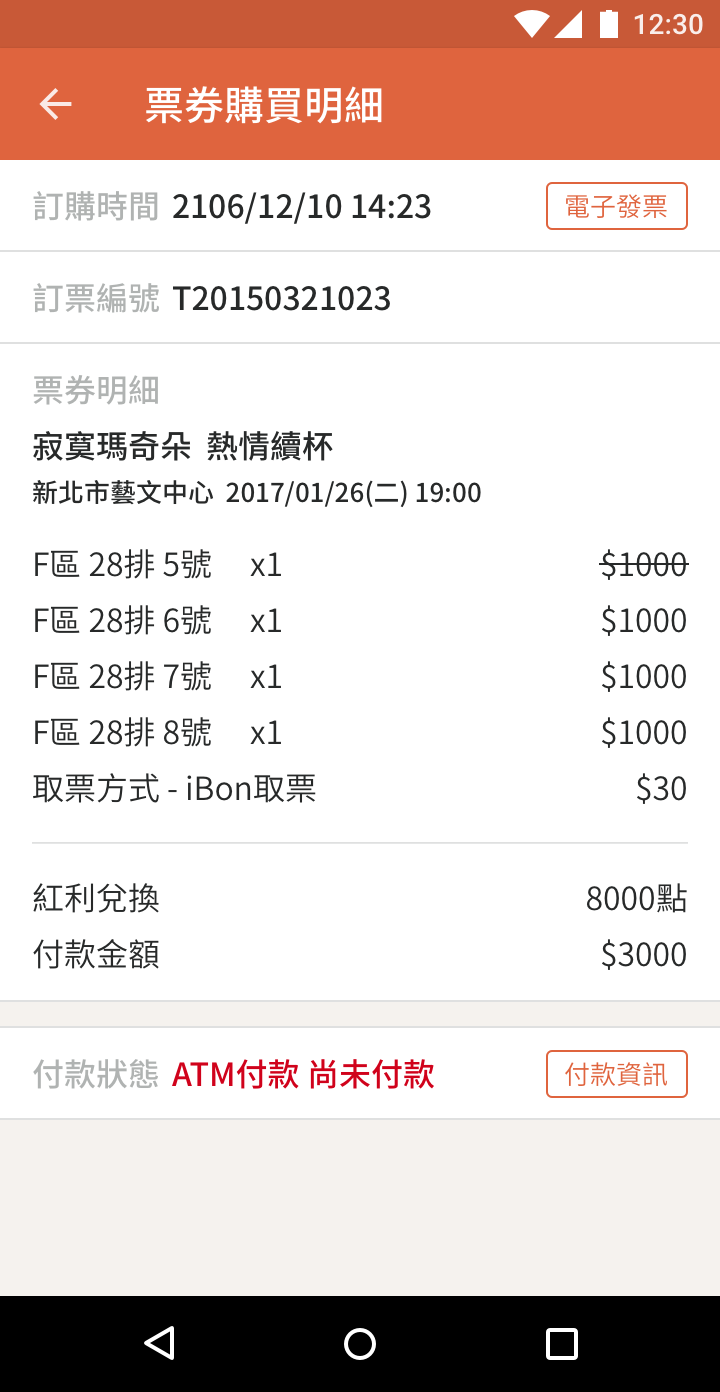 12:30
票券購買明細
訂購時間 2106/12/10 14:23 電子發票
訂票編號 T20150321023
票券明細
寂寞瑪奇朵 熱情續杯
新北市藝文中心 2017/01/26(二) 19:00
F區 28排 5號 x1 $1000
F區 28排 6號 x1 $1000
F區 28排 7號 x1 $1000
F區 28排 8號 x1 $1000
取票方式 - iBon取票 $30
紅利兌換 8000點
付款金額 $3000
付款狀態 ATM付款 尚未付款 付款資訊